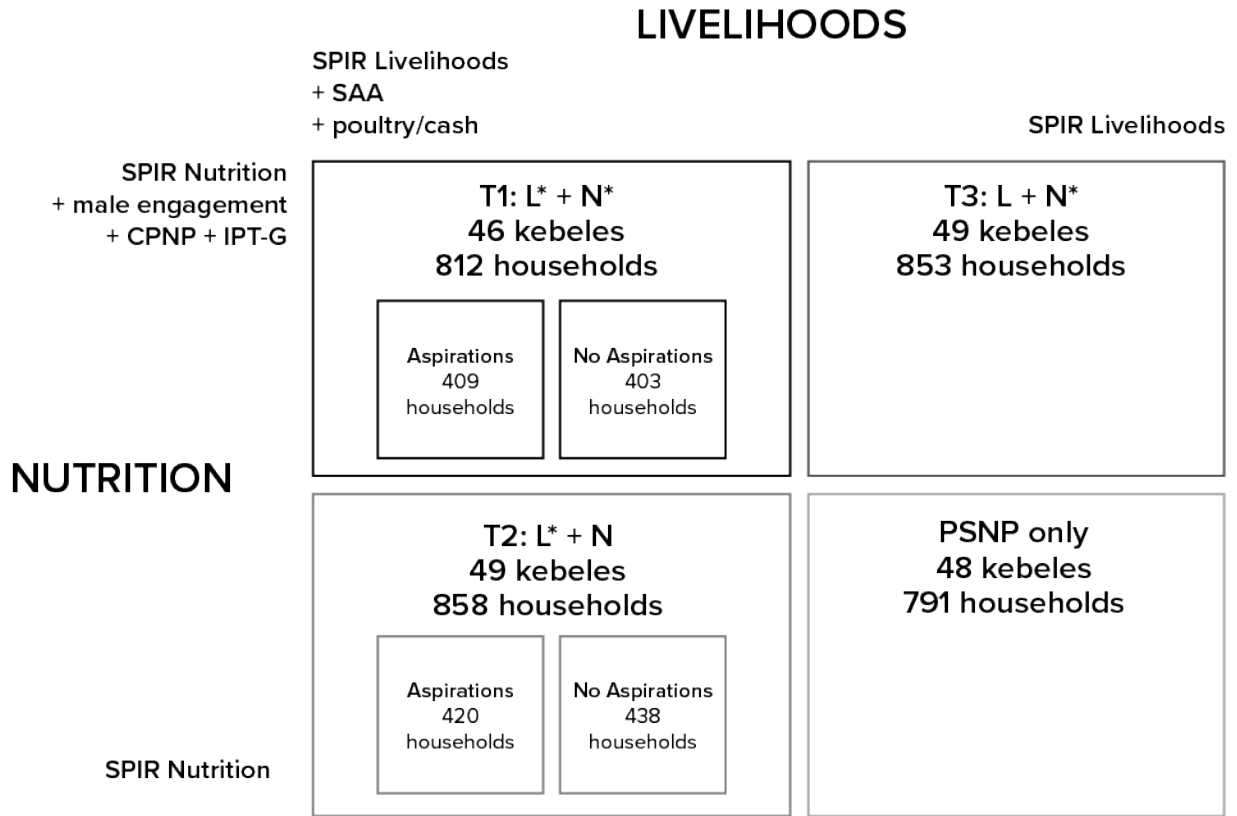 LIVELIHOODS
SPIR Livelihoods
+ SAA
+ poultry/cash
SPIR Livelihoods
SPIR Nutrition
+ male engagement
+ CPNP + IPT-G
T1: L* + N*
46 kebeles
812 households
Aspirations
409
households
No Aspirations
403
households
T3: L + N*
49 kebeles
853 households
NUTRITION
SPIR Nutrition
T2: L* + N
49 kebeles
858 households
Aspirations
420
households
No Aspirations
438
households
PSNP only
48 kebeles
791 households